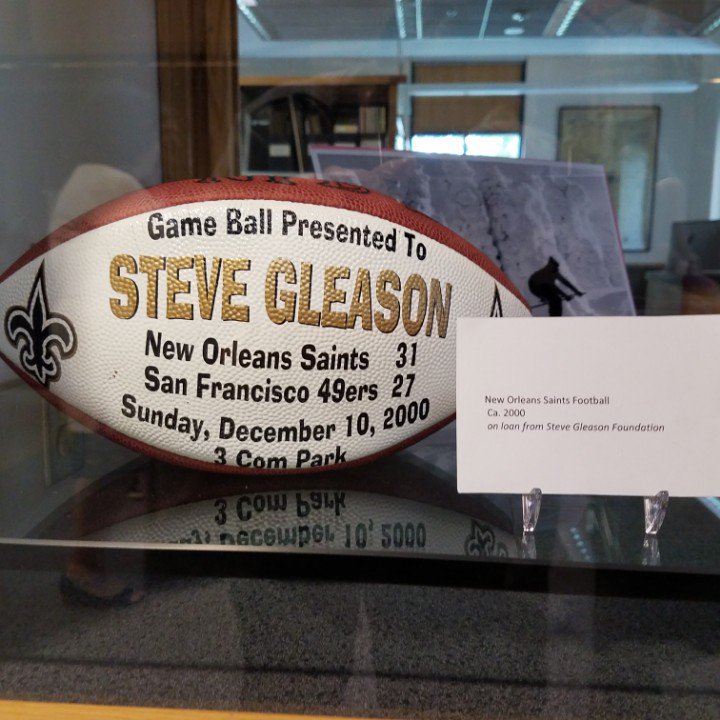 Game Ball Presented To
STEVE GLEASON
New Orleans Saints 31
San Francisco 49ers 27
Sunday, December 10, 2000
3 Com Park
New Orleans Saints Football
Ca. 2000
on loan from Steve Gleason Foundation